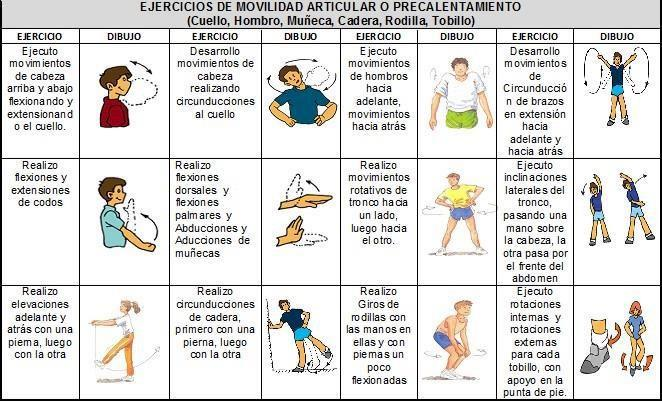 EJERCICIOS DE MOVILIDAD ARTICULAR O PRECALENTAMIENTO
(Cuello, Hombro, Muñeca, Cadera, Rodilla, Tobillo)
EJERCICIO
DIBUJO
EJERCICIO
DIBUJO
EJERCICIO
DIBUJO
EJERCICIO
DIBUJO
Ejecuto
movimientos
de cabeza
arriba y abajo
flexionando y
extensionand
o el cuello.
Desarrollo
movimientos de
cabeza
realizando
circunducciones
al cuello
Ejecuto
movimientos
de hombros
hacia
adelante,
movimientos
hacia atrás
Desarrollo
movimientos
de
Circunducció
n de brazos
en extensión
hacia
adelante y
hacia atrás
Realizo
flexiones y
extensiones
de codos
Realizo
flexiones
dorsales y
flexiones
palmares y
Abducciones y
Aducciones de
muñecas
Realizo
movimientos
rotativos de
tronco hacia
un lado,
luego hacia
el otro.
Ejecuto
inclinaciones
laterales del
tronco,
pasando una
mano sobre
la cabeza, la
otra pasa por
el frente del
abdomen
Realizo
elevaciones
adelante y
atrás con una
pierna, luego
con la otra
Realizo
circunducciones
de cadera,
primero con una
pierna, luego
con la otra
Realizo
Giros de
rodillas con
las manos en
ellas y con
piernas un
poco
flexionadas
Ejecuto
rotaciones
internas y
rotaciones
externas
para cada
tobillo, con
apoyo en la
punta de pie.